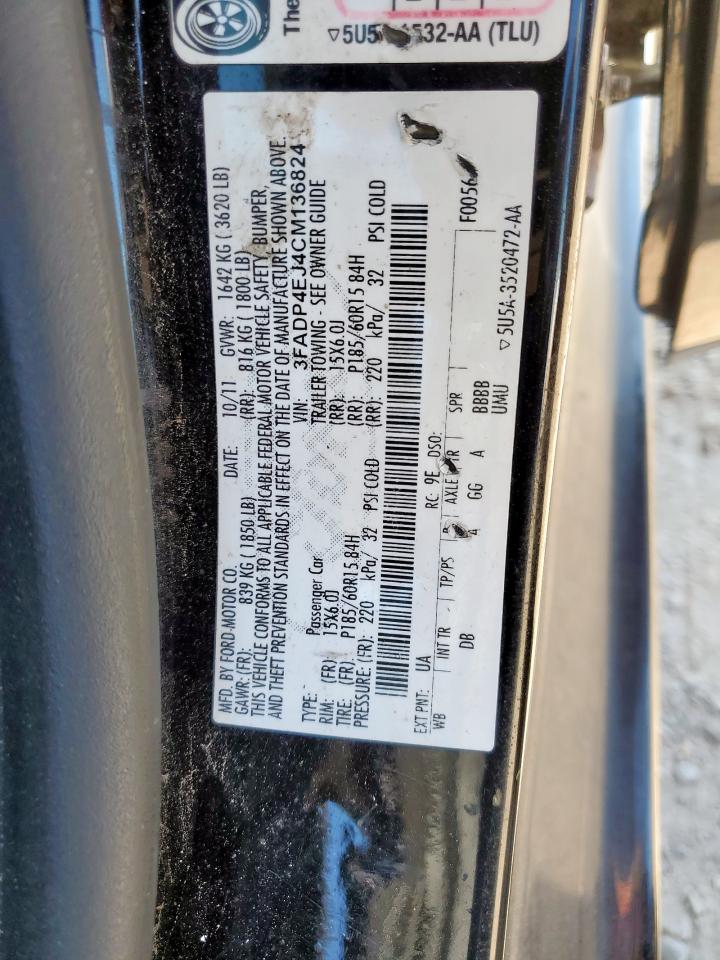 The
▽5U5 532-AA (TLU)
MFD. BY FORD MOTOR CO. DATE: 10/11 GVWR: 1642 KG ( 3620 LB)
GAWR: (FR): 839 KG ( 1850 LB) (RR): 816 KG ( 1800 LB)
THIS VEHICLE CONFORMS TO ALL APPLICABLE FEDERAL MOTOR VEHICLE SAFETY, BUMPER,
AND THEFT PREVENTION STANDARDS IN EFFECT ON THE DATE OF MANUFACTURE SHOWN ABOVE.
VIN: 3FADP4EJ4CM136824
TYPE: Passenger Car TRAILER TOWING - SEE OWNER GUIDE
RIM: (FR): 15X6.0J (RR): 15X6.0J
TIRE: (FR): P185/60R15 84H (RR): P185/60R15 84H
PRESSURE: (FR): 220 kPa/ 32 PSI COLD (RR): 220 kPa/ 32 PSI COLD
EXT PNT: UA RC: 9E DSO: F0056
WB INT TR TP/PS R AXLE TR SPR
DB A GG A BBBB
UMU
▽5U5A-3520472-AA